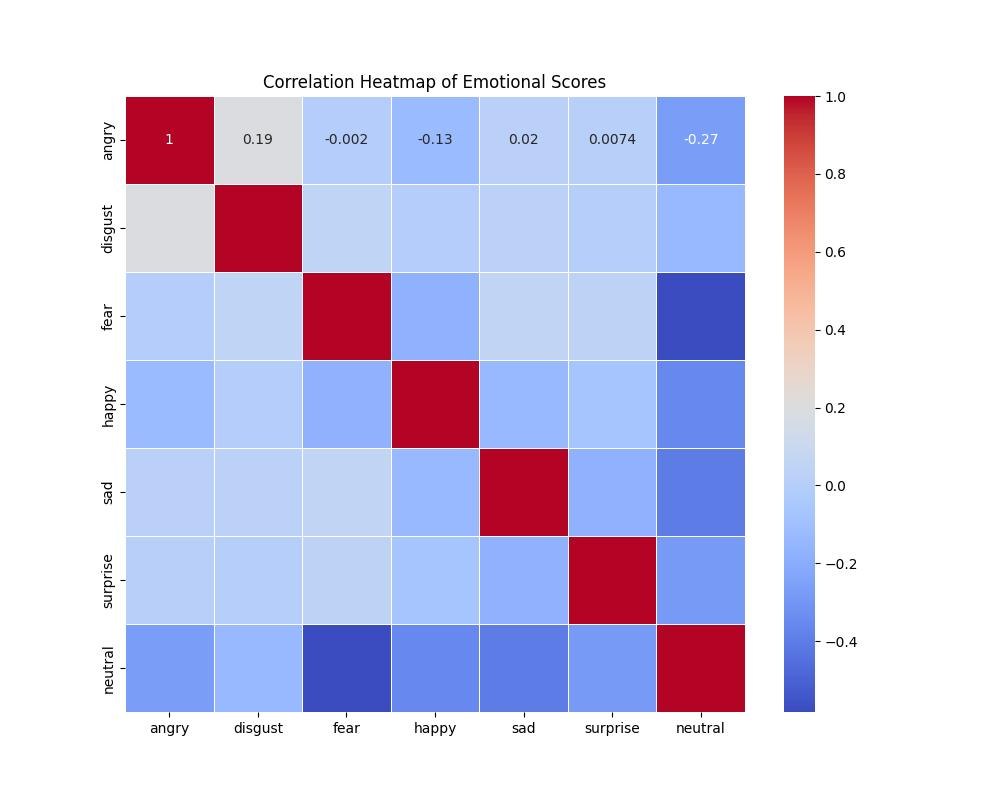 Correlation Heatmap of Emotional Scores
angry 1 0.19 -0.002 -0.13 0.02 0.0074 -0.27
disgust
fear
happy
sad
surprise
neutral
angry disgust fear happy sad surprise neutral
1.0
0.8
0.6
0.4
0.2
0.0
−0.2
−0.4